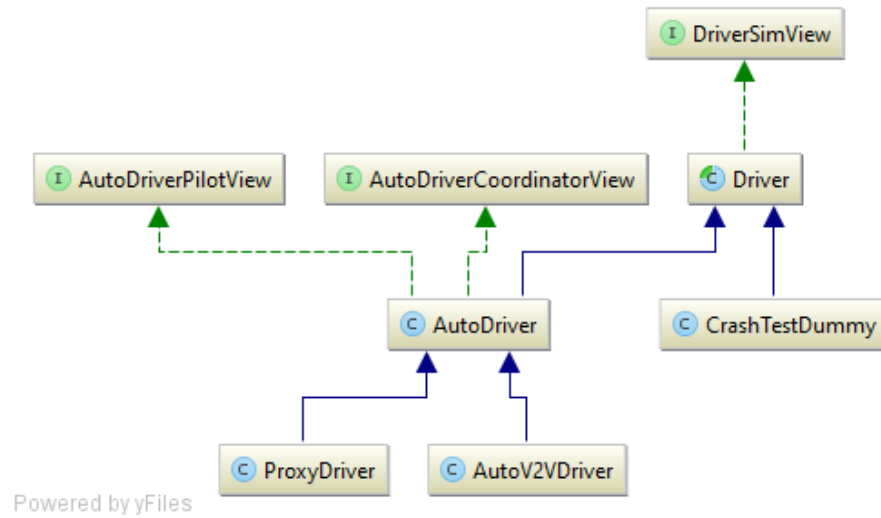 I DriverSimView
I AutoDriverPilotView
I AutoDriverCoordinatorView
C Driver
C AutoDriver
C CrashTestDummy
C ProxyDriver
C AutoV2VDriver
Powered by yFiles